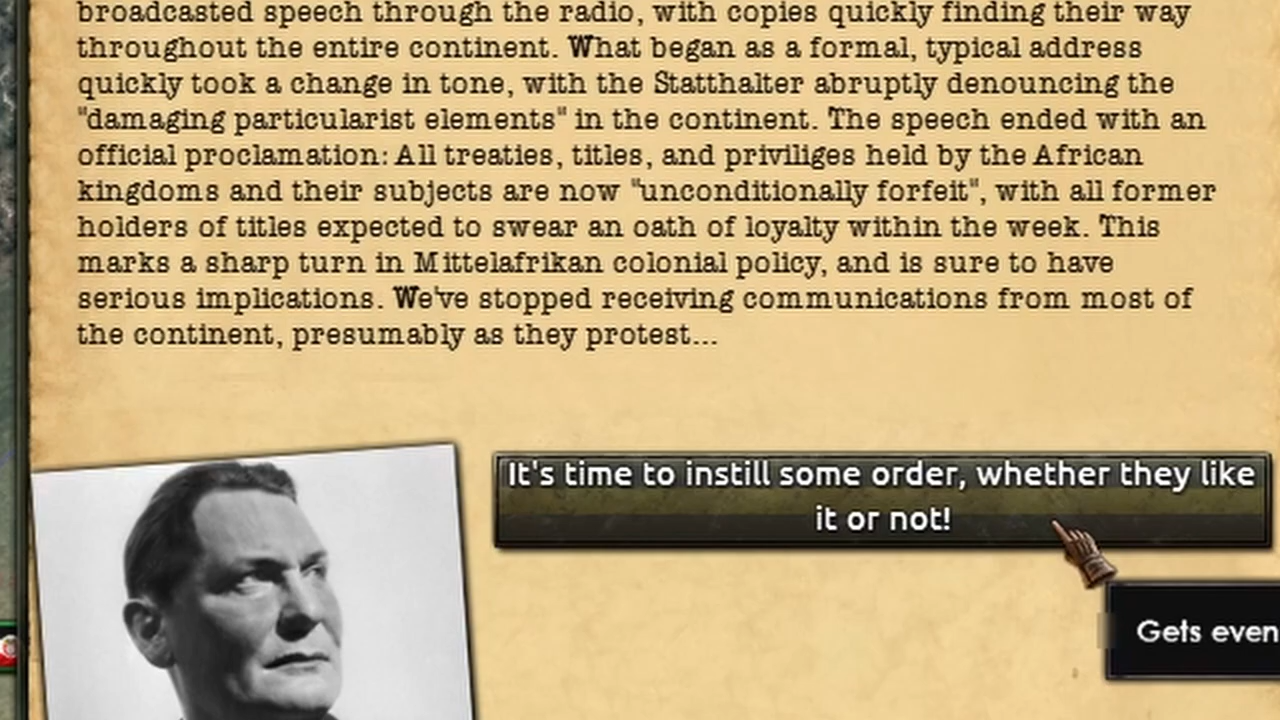 broadcasted speech through the radio, with copies quickly finding their way
throughout the entire continent. What began as a formal, typical address
quickly took a change in tone, with the Statthalter abruptly denouncing the
"damaging particularist elements" in the continent. The speech ended with an
official proclamation: All treaties, titles, and priviliges held by the African
kingdoms and their subjects are now "unconditionally forfeit", with all former
holders of titles expected to swear an oath of loyalty within the week. This
marks a sharp turn in Mittelafrikan colonial policy, and is sure to have
serious implications. We've stopped receiving communications from most of
the continent, presumably as they protest...
It's time to instill some order, whether they like
it or not!
Gets even